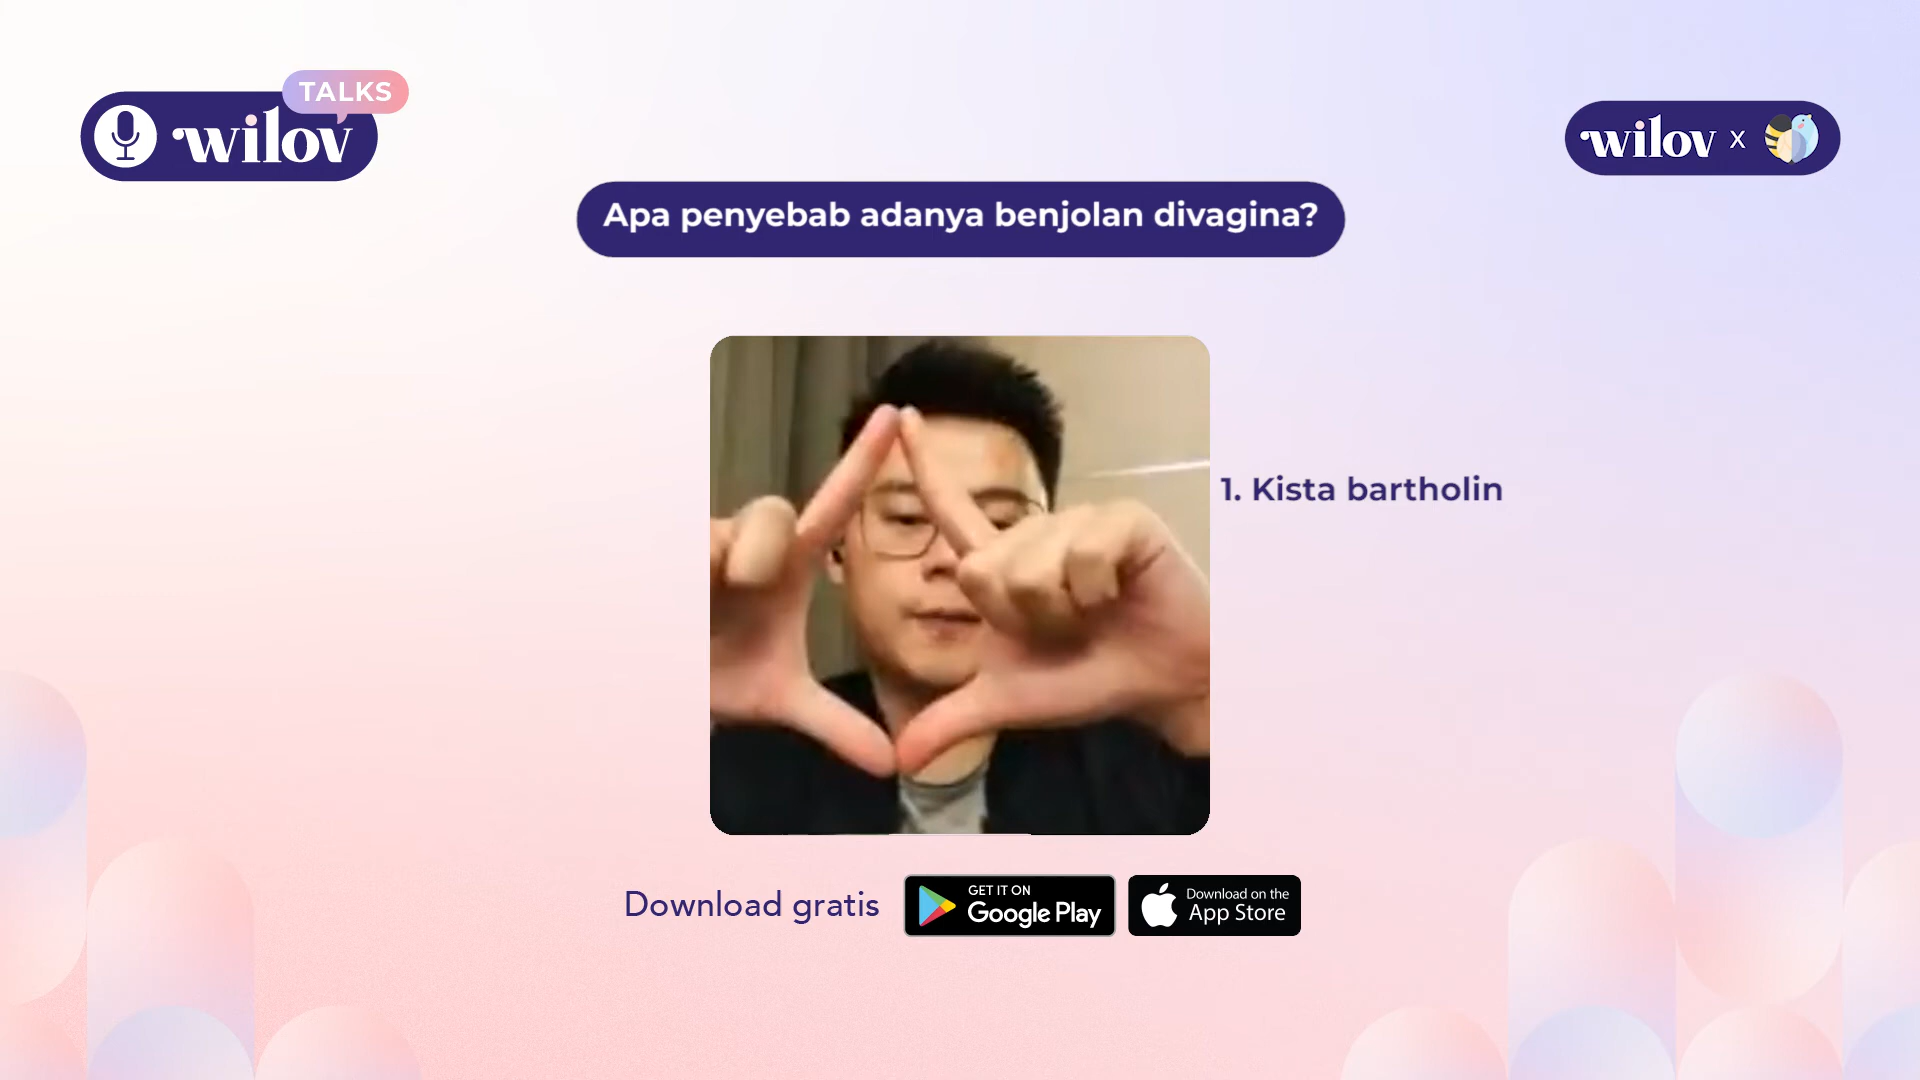 TALKS
wilov
wilov x
Apa penyebab adanya benjolan divagina?
1. Kista bartholin
Download gratis
GET IT ON
Google Play
Download on the
App Store